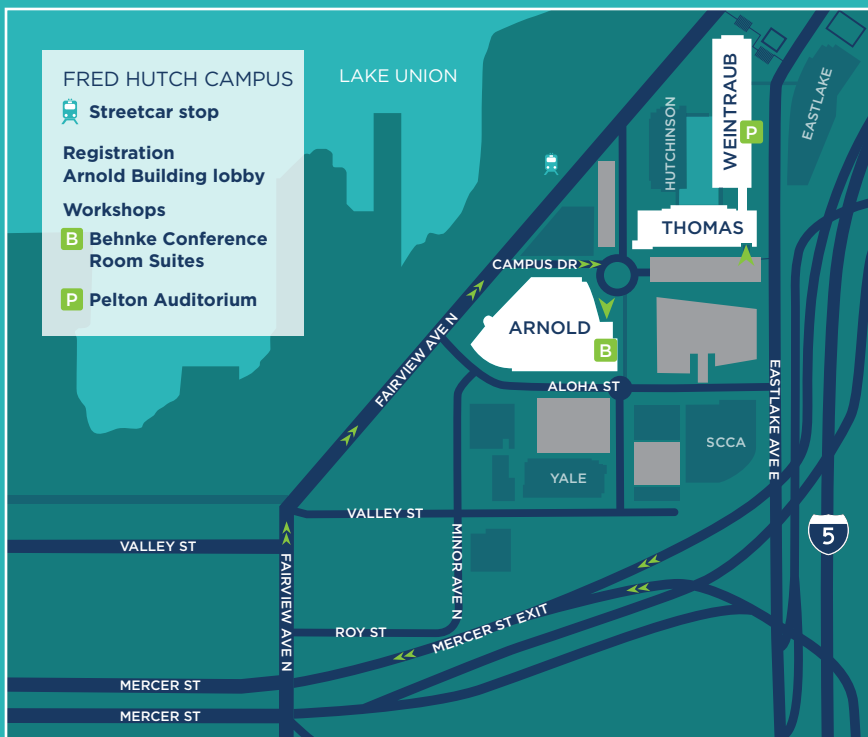 FRED HUTCH CAMPUS
Streetcar stop
Registration
Arnold Building lobby
Workshops
B Behnke Conference
Room Suites
P Pelton Auditorium
LAKE UNION
HUTCHINSON
WEINTRAUB
P
EASTLAKE
THOMAS
CAMPUS DR
ARNOLD
B
FAIRVIEW AVE N
ALOHA ST
EASTLAKE AVE E
SCCA
YALE
VALLEY ST
VALLEY ST
MINOR AVE N
5
FAIRVIEW AVE N
ROY ST
MERCER ST EXIT
MERCER ST
MERCER ST